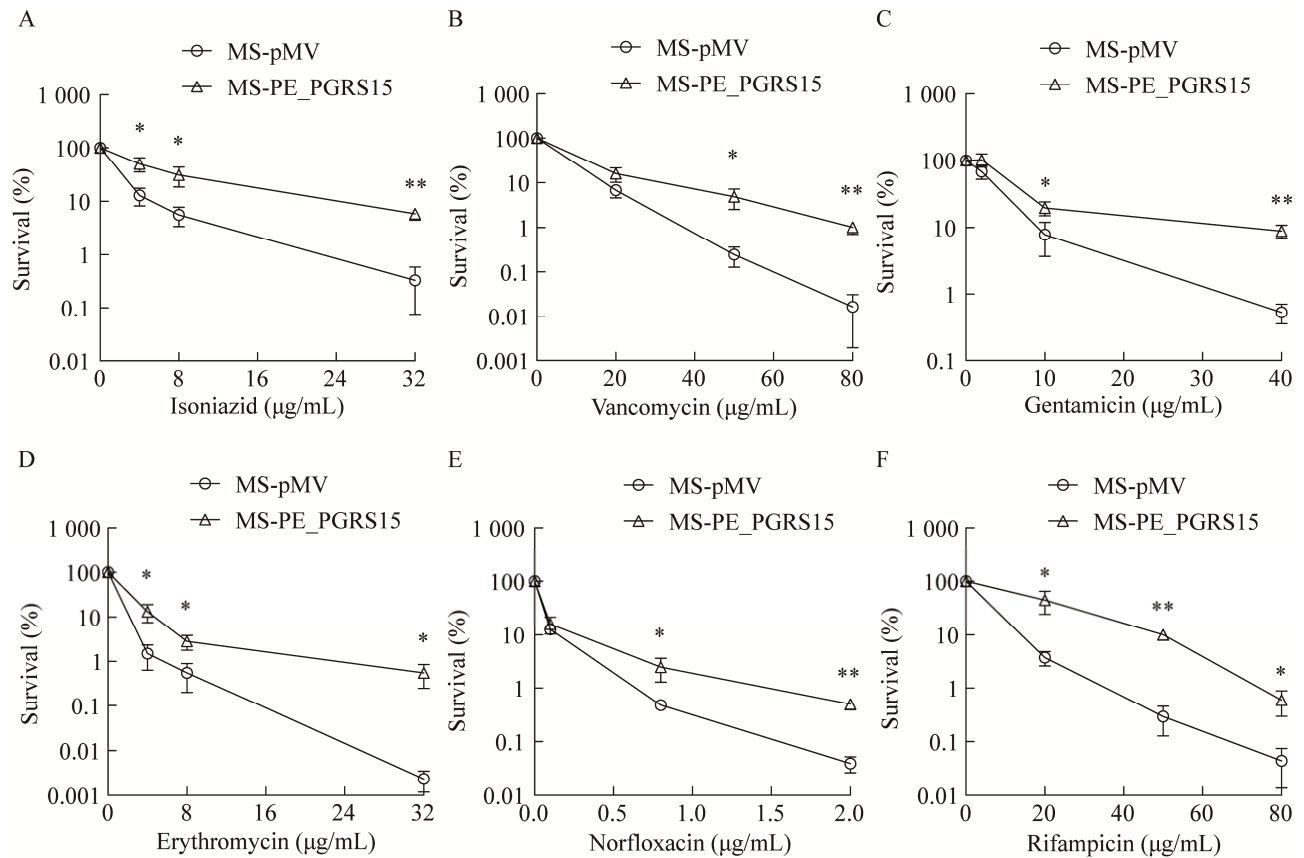 A
MS-pMV
MS-PE_PGRS15
1 000
100
10
1
0.1
0.01
Survival (%)
*
*
**
0 8 16 24 32
Isoniazid (μg/mL)
B
MS-pMV
MS-PE_PGRS15
1 000
100
10
1
0.1
0.01
0.001
Survival (%)
*
**
0 20 40 60 80
Vancomycin (μg/mL)
C
MS-pMV
MS-PE_PGRS15
1 000
100
10
1
0.1
Survival (%)
*
**
0 10 20 30 40
Gentamicin (μg/mL)
D
MS-pMV
MS-PE_PGRS15
1 000
100
10
1
0.1
0.01
0.001
Survival (%)
*
*
*
0 8 16 24 32
Erythromycin (μg/mL)
E
MS-pMV
MS-PE_PGRS15
1 000
100
10
1
0.1
0.01
Survival (%)
*
**
0.0 0.5 1.0 1.5 2.0
Norfloxacin (μg/mL)
F
MS-pMV
MS-PE_PGRS15
1 000
100
10
1
0.1
0.01
Survival (%)
*
**
*
0 20 40 60 80
Rifampicin (μg/mL)